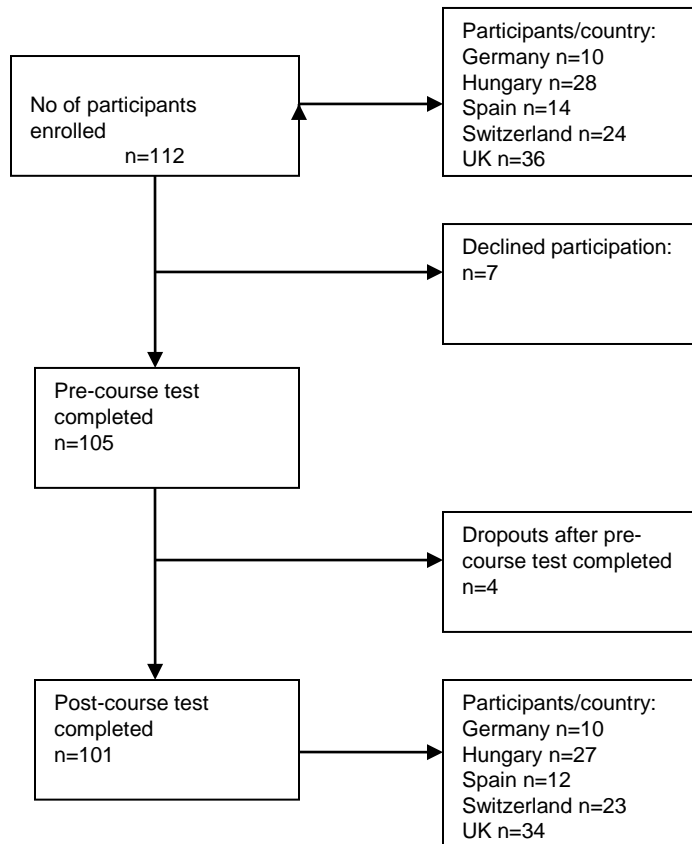 No of participants
enrolled
n=112
Participants/country:
Germany n=10
Hungary n=28
Spain n=14
Switzerland n=24
UK n=36
Declined participation:
n=7
Pre-course test
completed
n=105
Dropouts after pre-
course test completed
n=4
Post-course test
completed
n=101
Participants/country:
Germany n=10
Hungary n=27
Spain n=12
Switzerland n=23
UK n=34